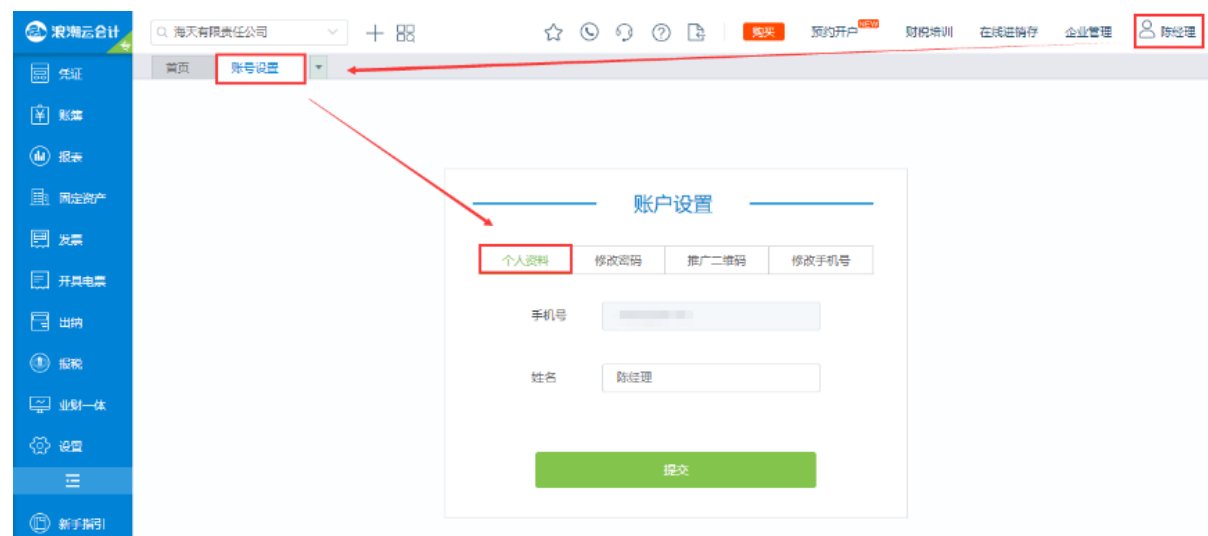 浪潮云会计
海天有限责任公司
购买
预约开户
NEW
财税培训
在线进销存
企业管理
陈经理
首页
账号设置
凭证
账簿
报表
固定资产
发票
开具电票
出纳
报税
业财一体
设置
新手指引
账户设置
个人资料
修改密码
推广二维码
修改手机号
手机号
姓名
陈经理
提交